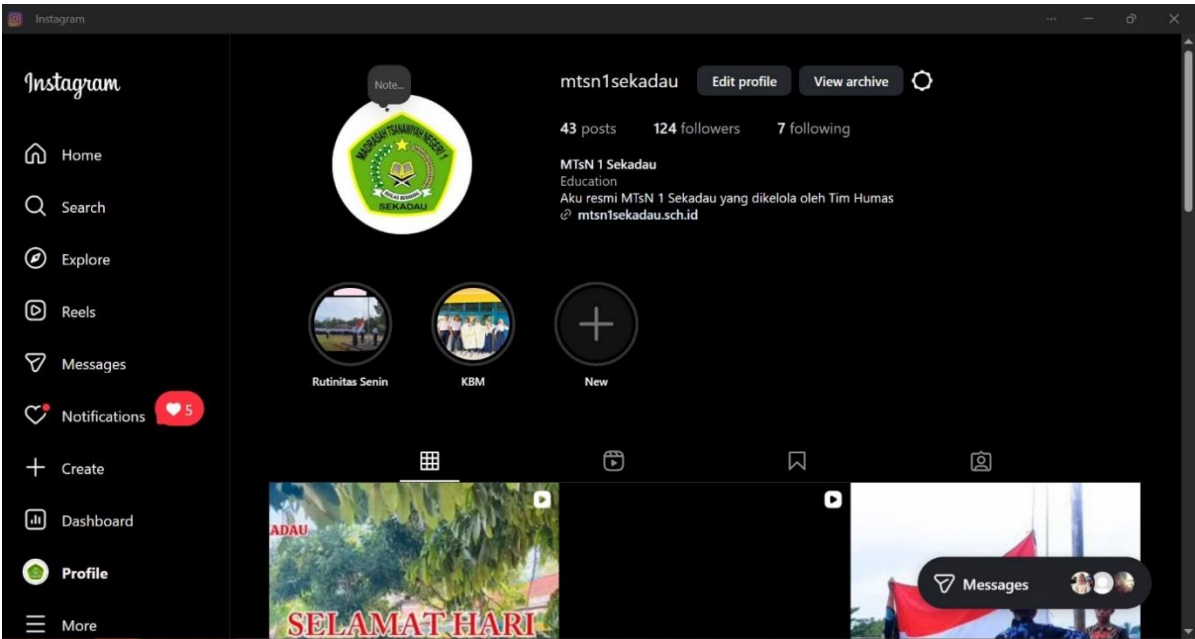 Instagram
Instagram
Home
Search
Explore
Reels
Messages
Notifications
5
Create
Dashboard
Profile
More
Note...
MADRASAH TSANAWIYAH NEGERI 1
IKHLAS BERAMAL
SEKADAU
mtsn1sekadau Edit profile View archive
43 posts 124 followers 7 following
MTsN 1 Sekadau
Education
Aku resmi MTsN 1 Sekadau yang dikelola oleh Tim Humas
mtsn1sekadau.sch.id
Rutinitas Senin KBM New
ADAU
SELAMAT HARI
Messages